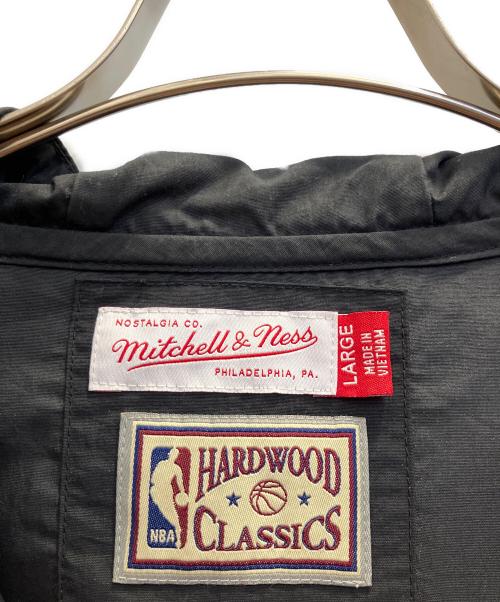 NOSTALGIA CO.
Mitchell & Ness
PHILADELPHIA, PA.
LARGE
MADE IN
VIETNAM
HARDWOOD
CLASSICS
NBA